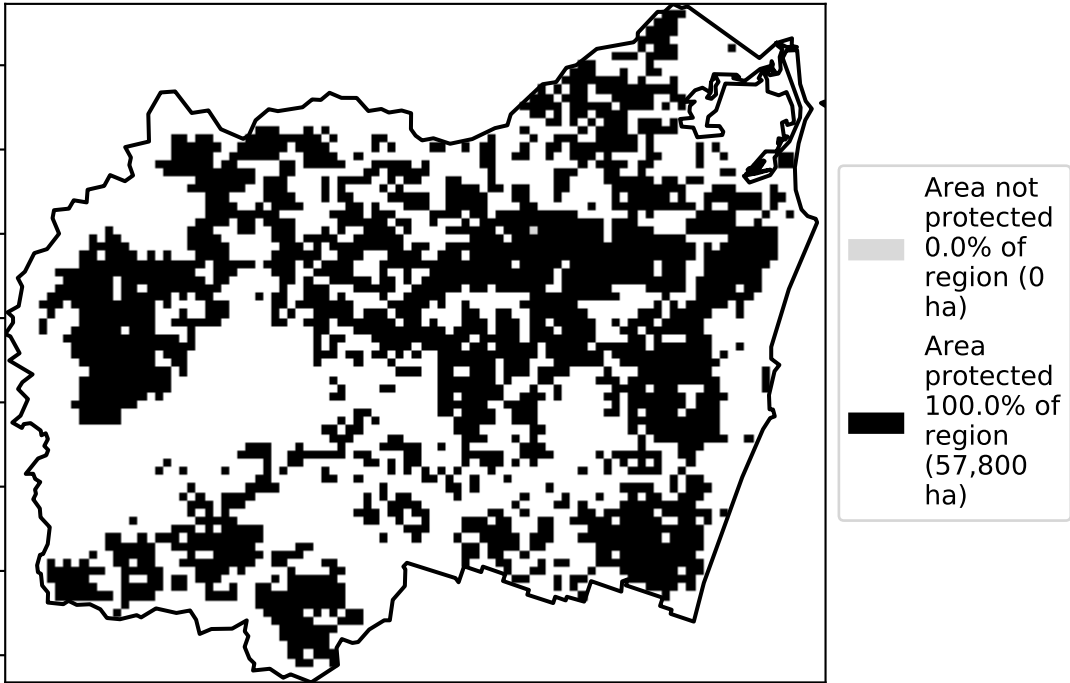 Area not
protected
0.0% of
region (0
ha)
Area
protected
100.0% of
region
(57,800
ha)